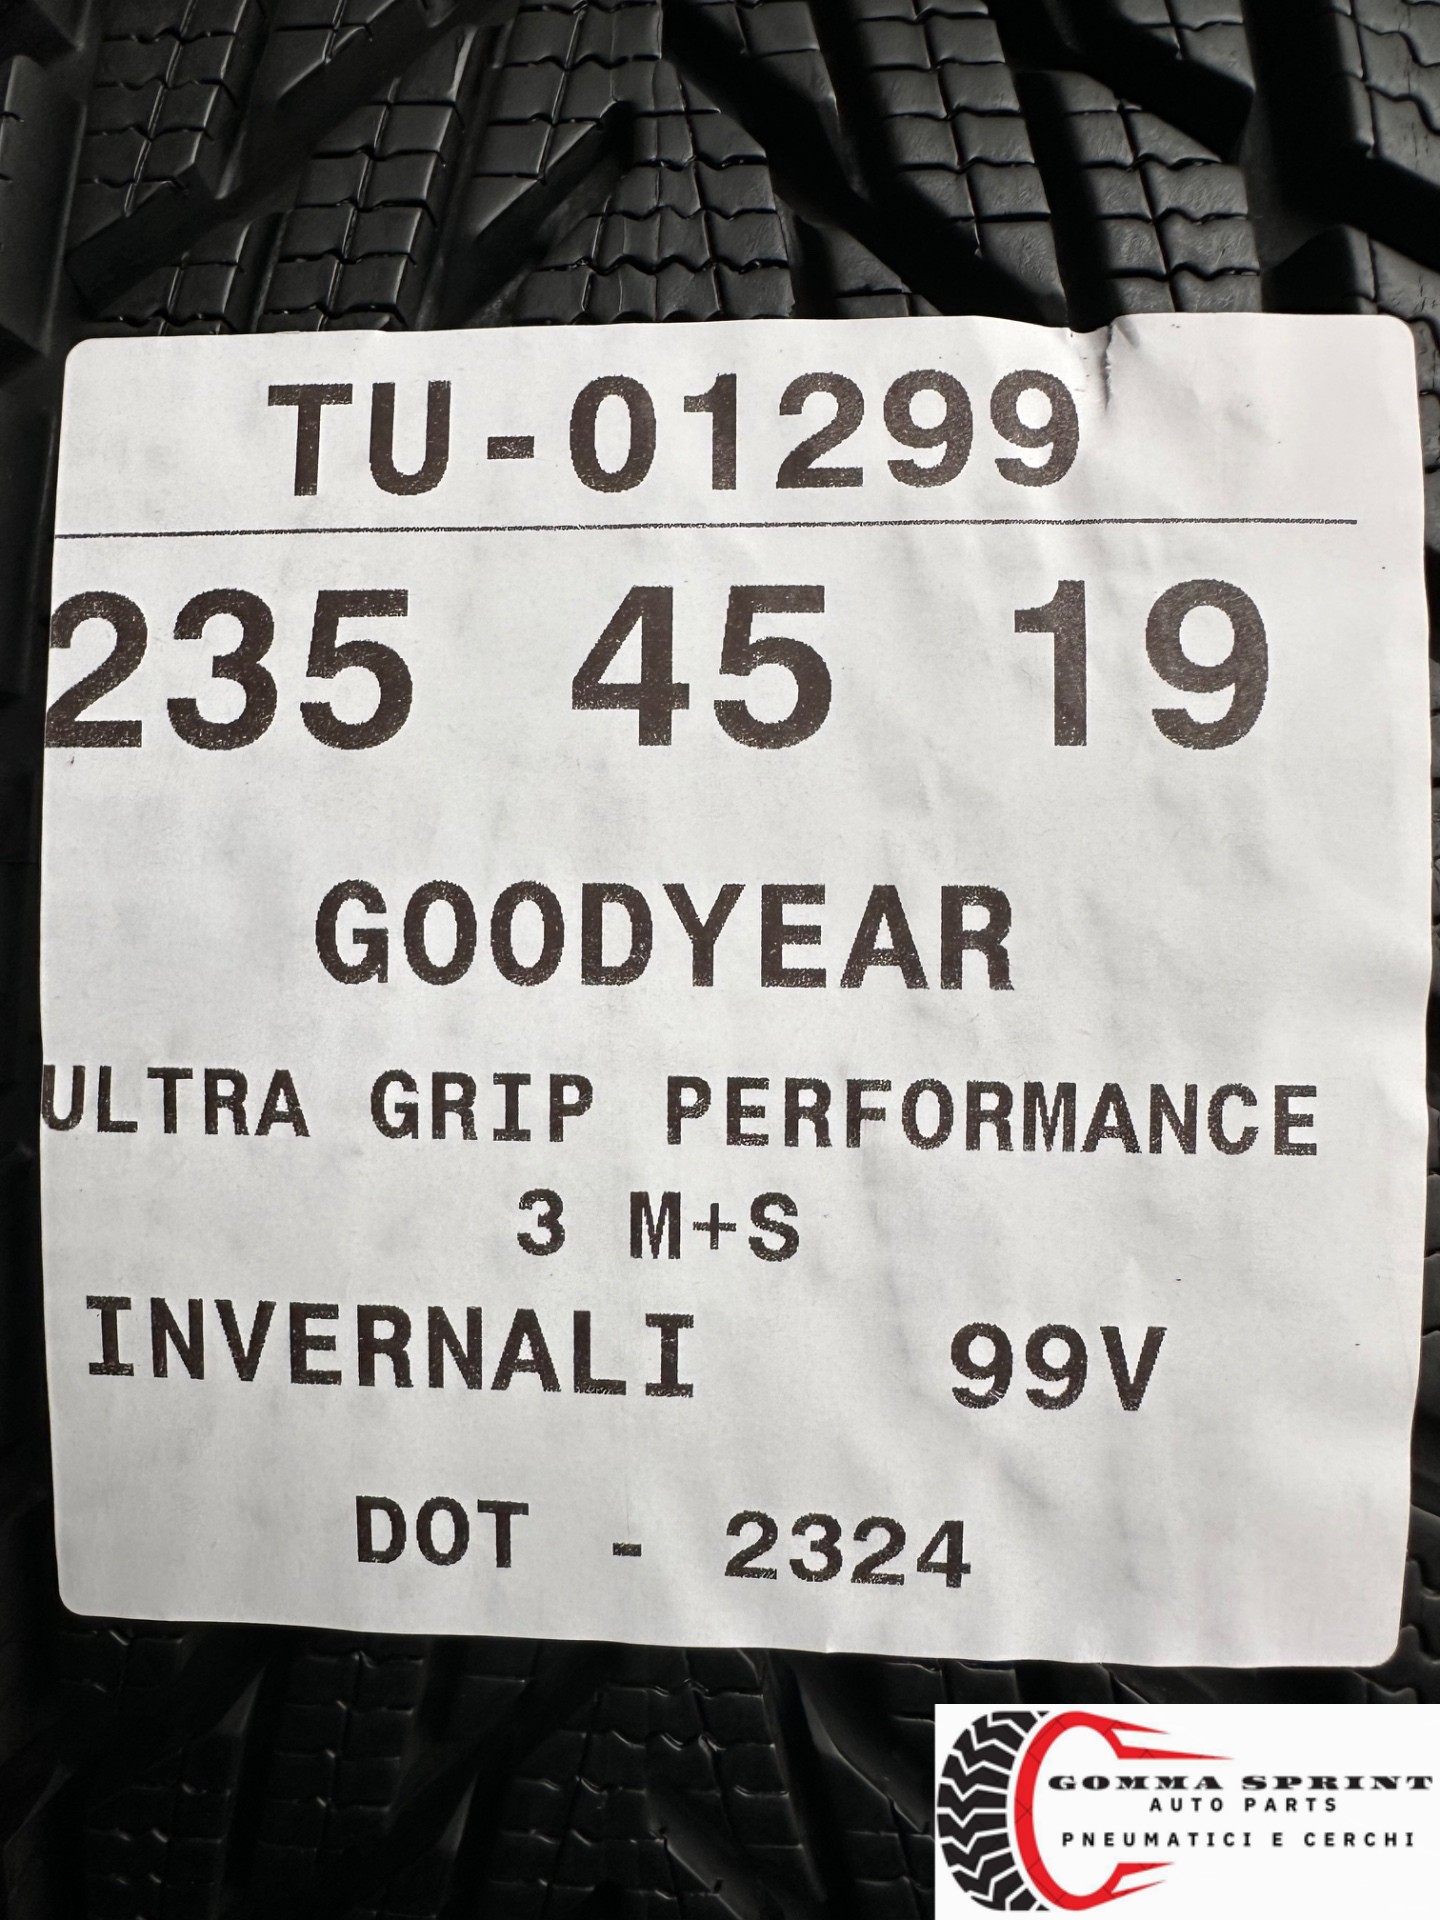 TU-01299
235 45 19
GOODYEAR
ULTRA GRIP PERFORMANCE
3 M+S
INVERNALI 99V
DOT - 2324
GOMMA SPRINT
AUTO PARTS
PNEUMATICI E CERCHI